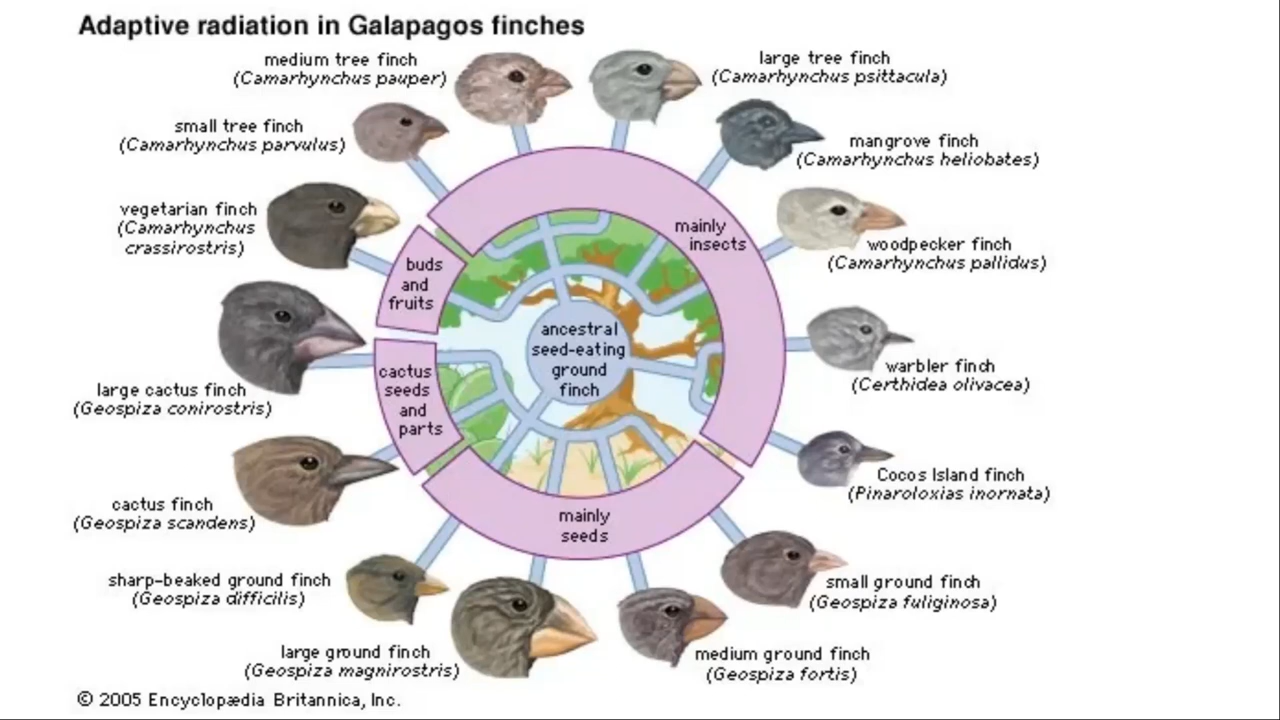 Adaptive radiation in Galapagos finches
medium tree finch
(Camarhynchus pauper)
large tree finch
(Camarhynchus psittacula)
small tree finch
(Camarhynchus parvulus)
mangrove finch
(Camarhynchus heliobates)
vegetarian finch
(Camarhynchus
crassirostris)
mainly
insects
woodpecker finch
(Camarhynchus pallidus)
buds
and
fruits
ancestral
seed-eating
ground
finch
warbler finch
(Certhidea olivacea)
large cactus finch
(Geospiza conirostris)
cactus
seeds
and
parts
Cocos Island finch
(Pinaroloxias inornata)
cactus finch
(Geospiza scandens)
mainly
seeds
sharp-beaked ground finch
(Geospiza difficilis)
small ground finch
(Geospiza fuliginosa)
large ground finch
(Geospiza magnirostris)
medium ground finch
(Geospiza fortis)
© 2005 Encyclopædia Britannica, Inc.